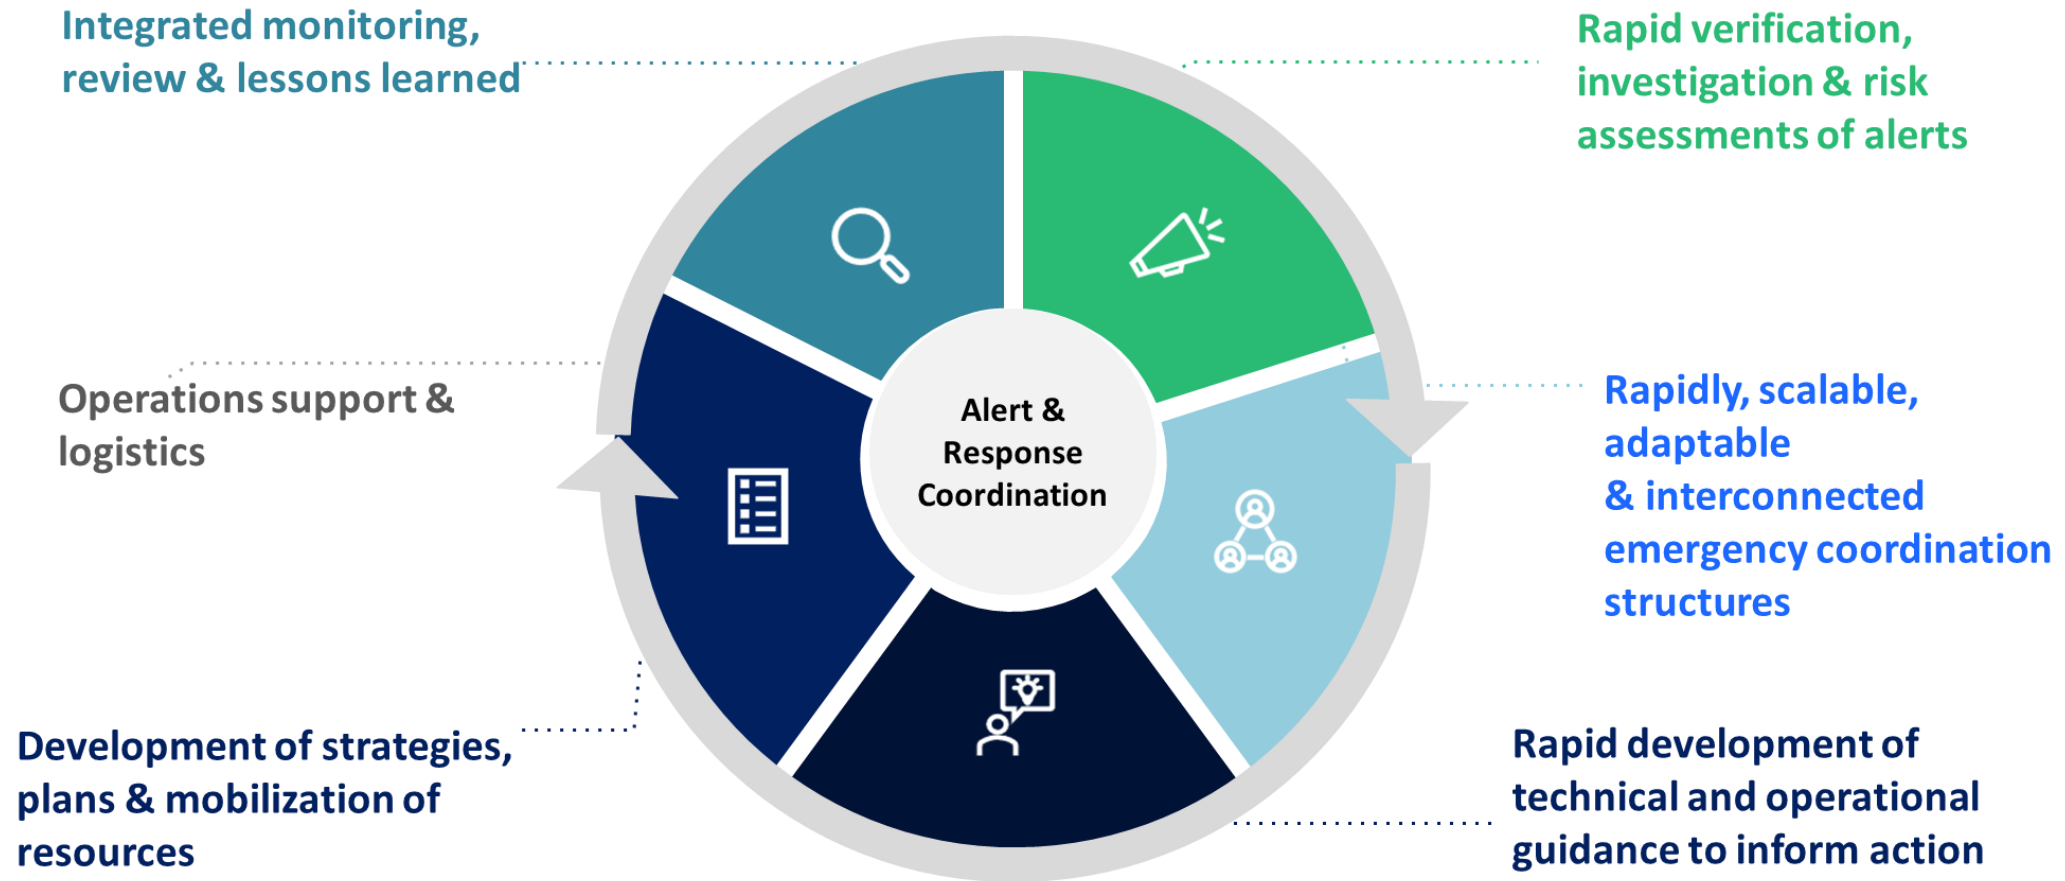 Integrated monitoring,
review & lessons learned
Rapid verification,
investigation & risk
assessments of alerts
Operations support &
logistics
Alert &
Response
Coordination
Rapidly, scalable,
adaptable
& interconnected
emergency coordination
structures
Development of strategies,
plans & mobilization of
resources
Rapid development of
technical and operational
guidance to inform action